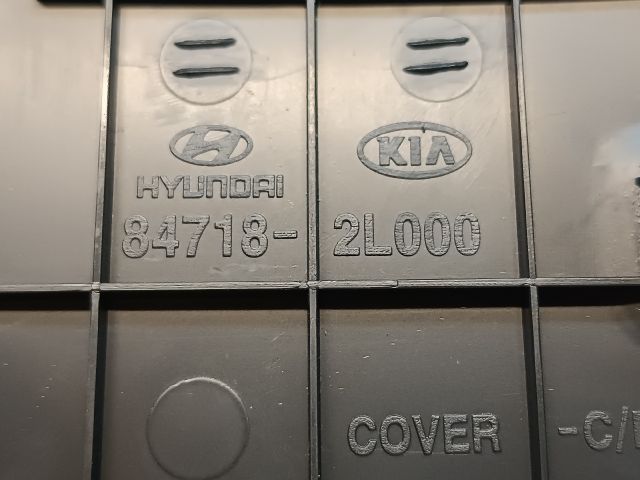 HYUNDAI KIA
84718- 2L000
COVER -C/